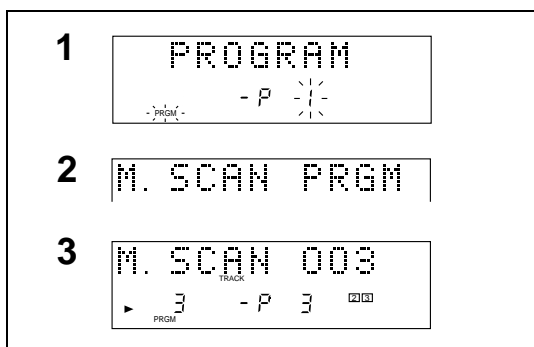 1
PROGRAM
-P -1-
- PRGM -
2
M. SCAN PRGM
3
M. SCAN 003
TRACK
► 3 -P 3 2 3
PRGM